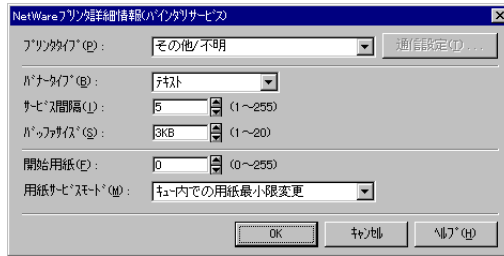 NetWareﾌﾟﾘﾝﾀ詳細情報(ﾊﾞｲﾝﾀﾞﾘｻｰﾋﾞｽ)
ﾌﾟﾘﾝﾀﾀｲﾌﾟ(P): その他/不明 通信設定(T)...
ﾊﾞﾅｰﾀｲﾌﾟ(B): ﾃｷｽﾄ
ｻｰﾋﾞｽ間隔(I): 5 (1～255)
ﾊﾞｯﾌｧｻｲｽﾞ(S): 3KB (1～20)
開始用紙(F): 0 (0～255)
用紙ｻｰﾋﾞｽﾓｰﾄﾞ(M): ｷｭｰ内での用紙最小限変更
OK ｷｬﾝｾﾙ ﾍﾙﾌﾟ(H)